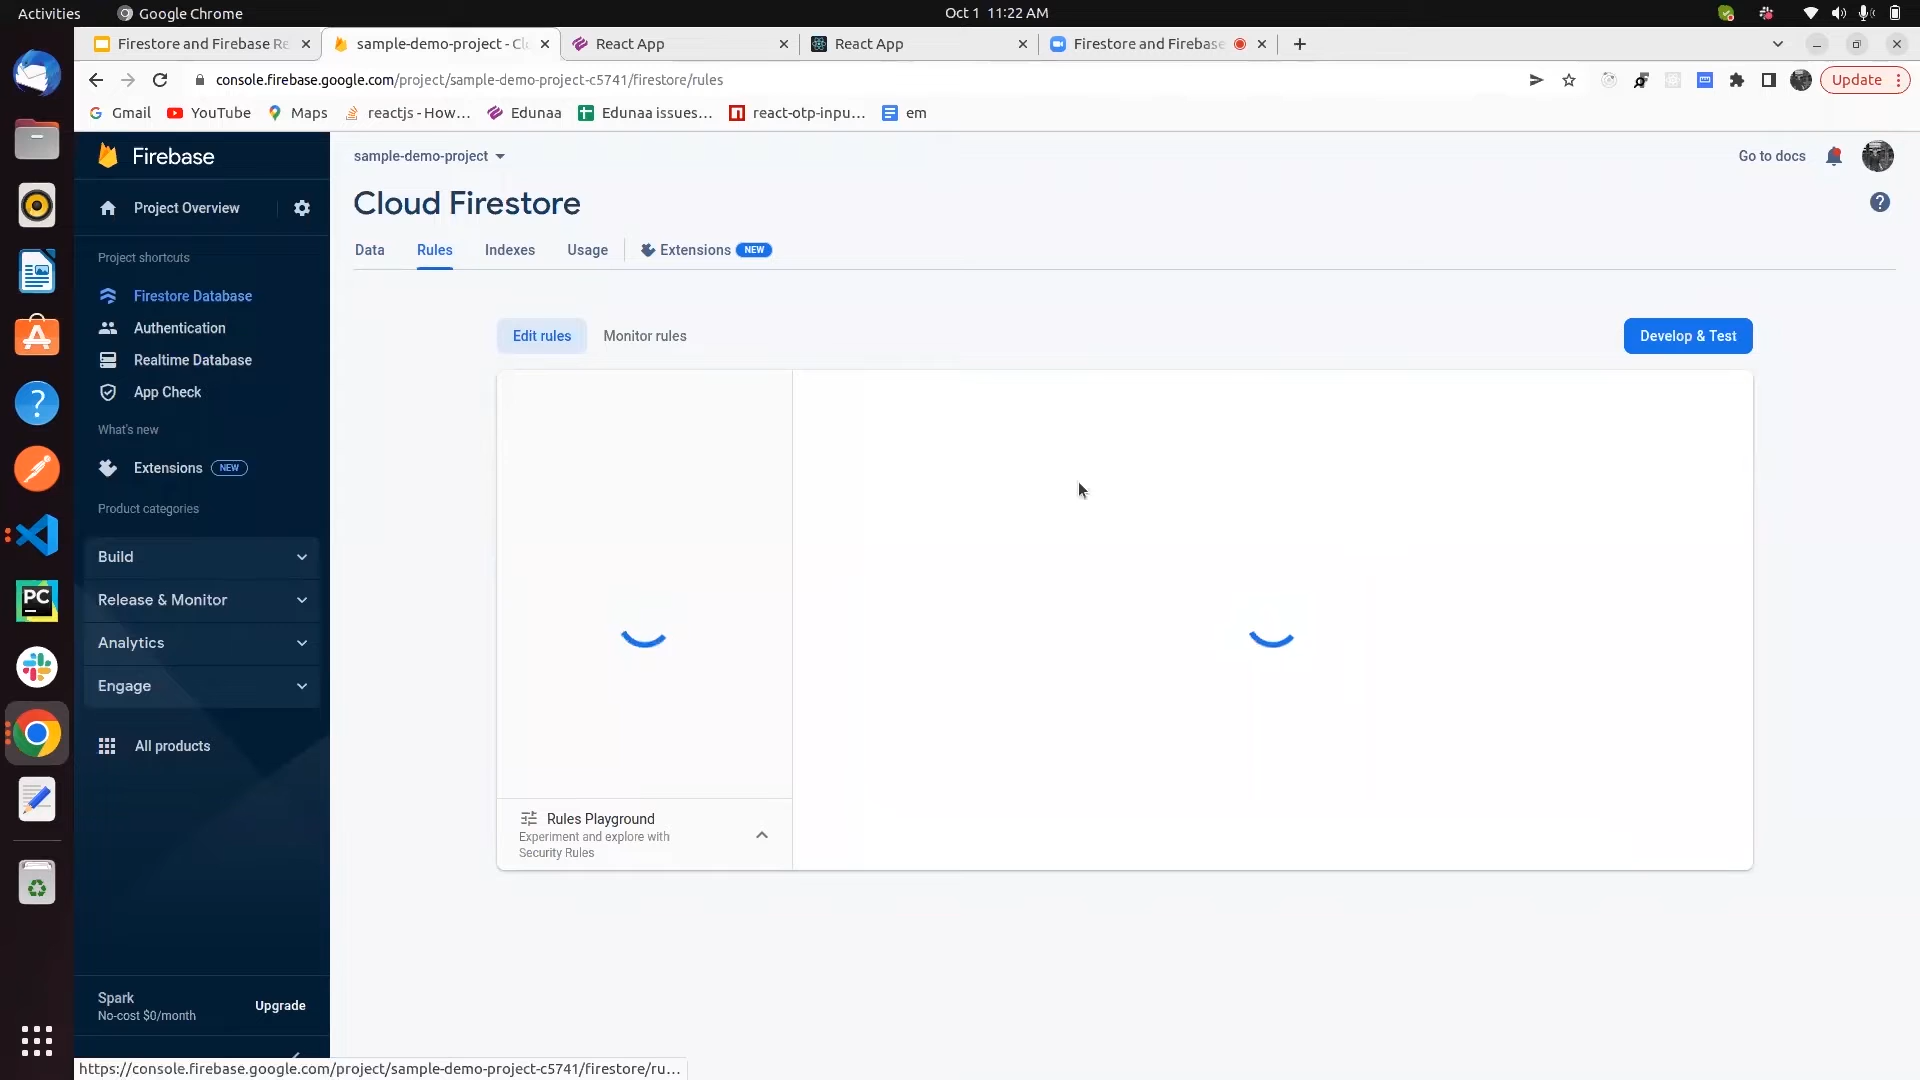 Activities
Google Chrome
Oct 1 11:22 AM
Firestore and Firebase Re
sample-demo-project - Cl
React App
React App
Firestore and Firebase
console.firebase.google.com/project/sample-demo-project-c5741/firestore/rules
Update
Gmail
YouTube
Maps
reactjs - How...
Edunaa
Edunaa issues...
react-otp-inpu...
em
Firebase
sample-demo-project
Go to docs
Project Overview
Cloud Firestore
Data
Rules
Indexes
Usage
Extensions NEW
Project shortcuts
Firestore Database
Authentication
Realtime Database
App Check
What's new
Extensions NEW
Product categories
Build
Release & Monitor
Analytics
Engage
All products
Edit rules
Monitor rules
Develop & Test
Rules Playground
Experiment and explore with
Security Rules
PC
Spark
No-cost $0/month
Upgrade
https://console.firebase.google.com/project/sample-demo-project-c5741/firestore/ru...